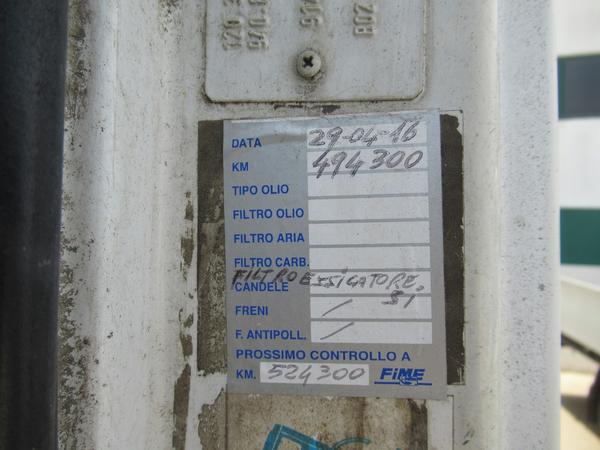 DATA 29-04-16
KM 494300
TIPO OLIO
FILTRO OLIO
FILTRO ARIA
FILTRO CARB.
FILTRO ESSICATORE.
CANDELE SI
FRENI /
F. ANTIPOLL. /
PROSSIMO CONTROLLO A
KM. 524300 FiME